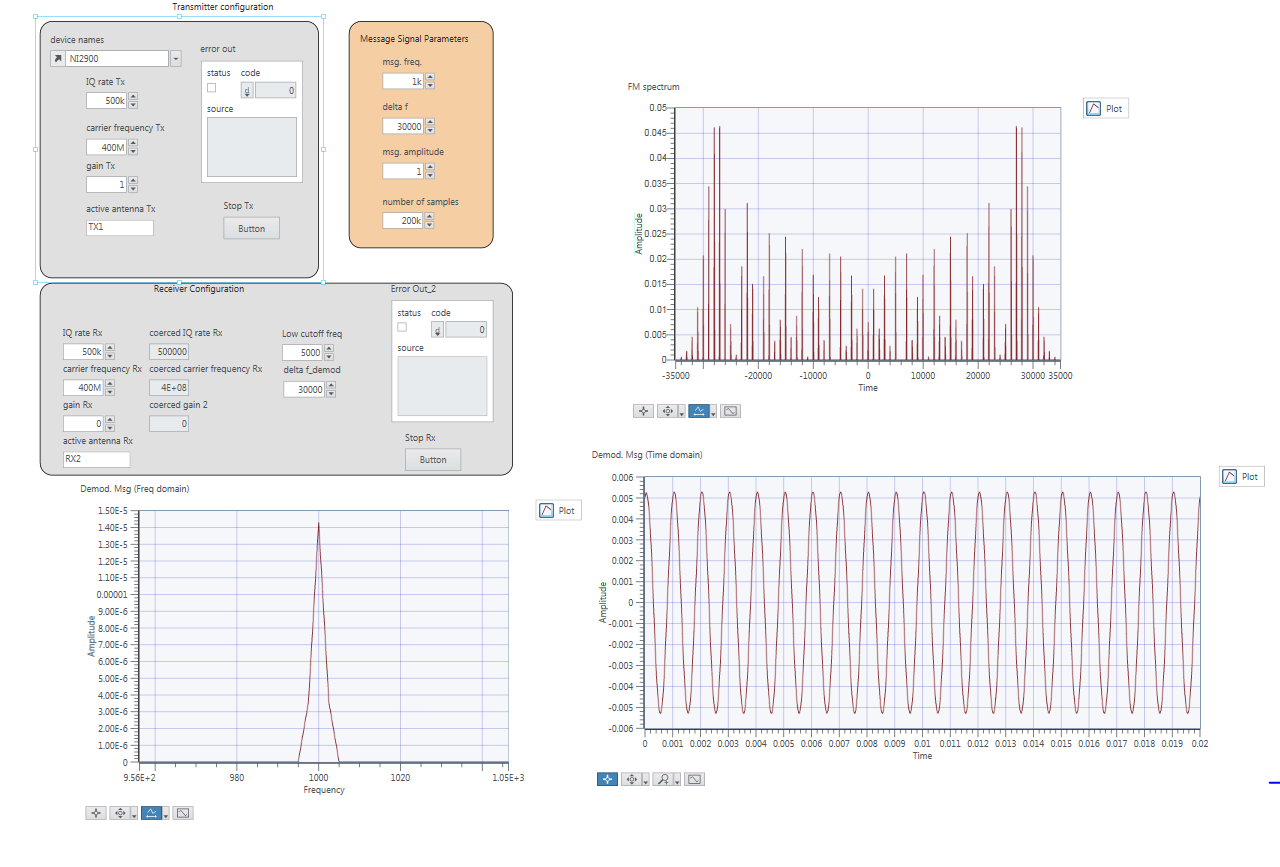 Transmitter configuration
device names
NI2900
IQ rate Tx
500k
carrier frequency Tx
400M
gain Tx
1
active antenna Tx
TX1
error out
status code
d 0
source
Stop Tx
Button
Message Signal Parameters
msg. freq.
1k
delta f
30000
msg. amplitude
1
number of samples
200k
Receiver Configuration
IQ rate Rx
500k
carrier frequency Rx
400M
gain Rx
0
active antenna Rx
RX2
coerced IQ rate Rx
500000
coerced carrier frequency Rx
4E+08
coerced gain 2
0
Low cutoff freq
5000
delta f_demod
30000
Error Out_2
status code
d 0
source
Stop Rx
Button
FM spectrum
Plot
Amplitude
0.05
0.045
0.04
0.035
0.03
0.025
0.02
0.015
0.01
0.005
0
-35000 -20000 -10000 0 10000 20000 30000 35000
Time
Demod. Msg (Freq domain)
Plot
Amplitude
1.50E-5
1.40E-5
1.30E-5
1.20E-5
1.10E-5
0.00001
9.00E-6
8.00E-6
7.00E-6
6.00E-6
5.00E-6
4.00E-6
3.00E-6
2.00E-6
1.00E-6
0
9.56E+2 980 1000 1020 1.05E+3
Frequency
Demod. Msg (Time domain)
Plot
Amplitude
0.006
0.005
0.004
0.003
0.002
0.001
0
-0.001
-0.002
-0.003
-0.004
-0.005
-0.006
0 0.001 0.002 0.003 0.004 0.005 0.006 0.007 0.008 0.009 0.01 0.011 0.012 0.013 0.014 0.015 0.016 0.017 0.018 0.019 0.02
Time